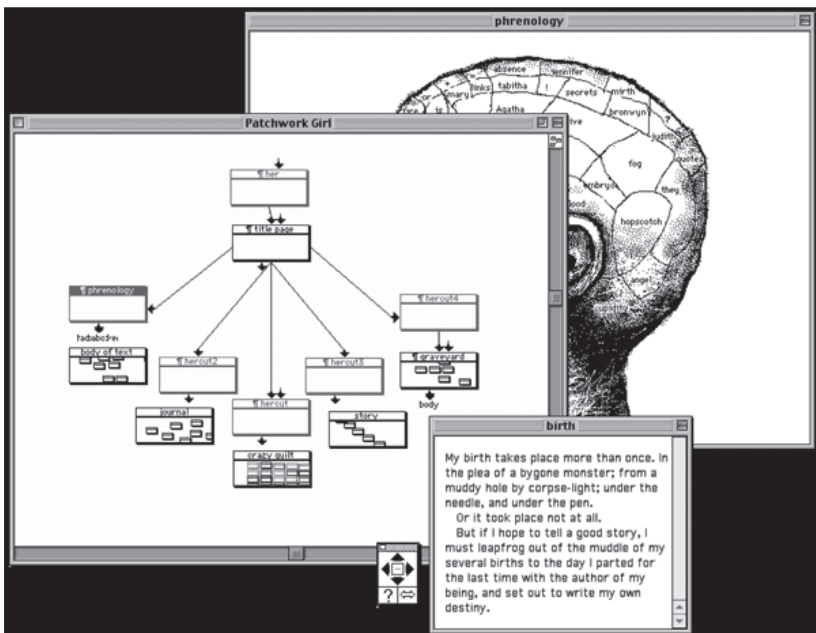 phrenology
absence
jennifer
links
tabitha
!
secrets
mirth
or
mary
is
Agatha
bronwyn
?
judith
fog
quotes
they
hopscotch
angel
Patchwork Girl
¶ her
¶ title page
¶ phrenology
¶ hercut4
body of text
¶ hercut2
¶ hercut3
¶ graveyard
body
journal
¶ hercut
story
crazy quilt
birth
My birth takes place more than once. In
the plea of a bygone monster; from a
muddy hole by corpse-light; under the
needle, and under the pen.
Or it took place not at all.
But if I hope to tell a good story, I
must leapfrog out of the muddle of my
several births to the day I parted for
the last time with the author of my
being, and set out to write my own
destiny.
?